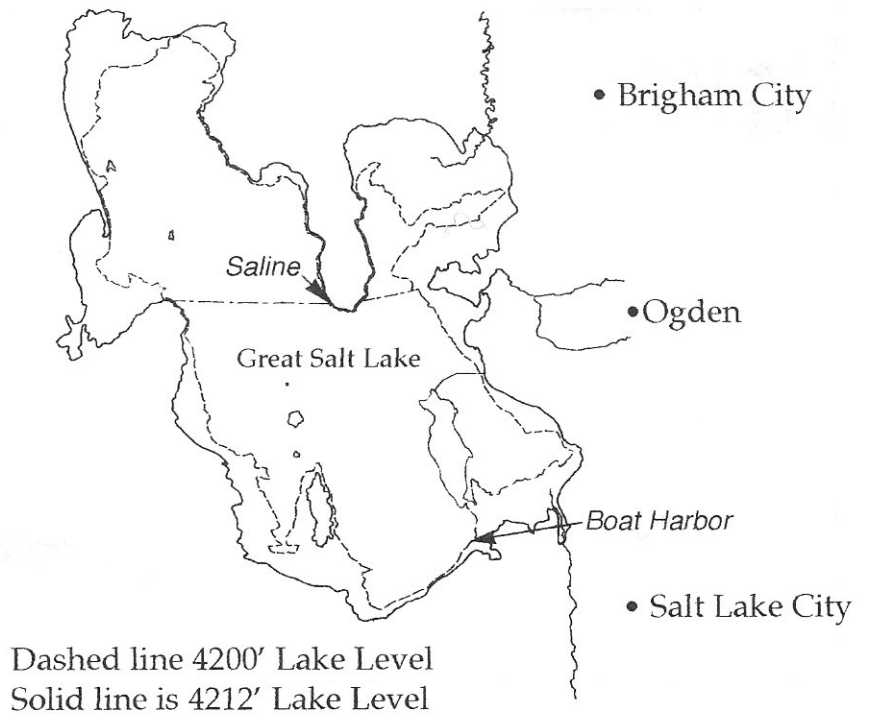 Brigham City
Saline
Ogden
Great Salt Lake
Boat Harbor
Salt Lake City
Dashed line 4200' Lake Level
Solid line is 4212' Lake Level